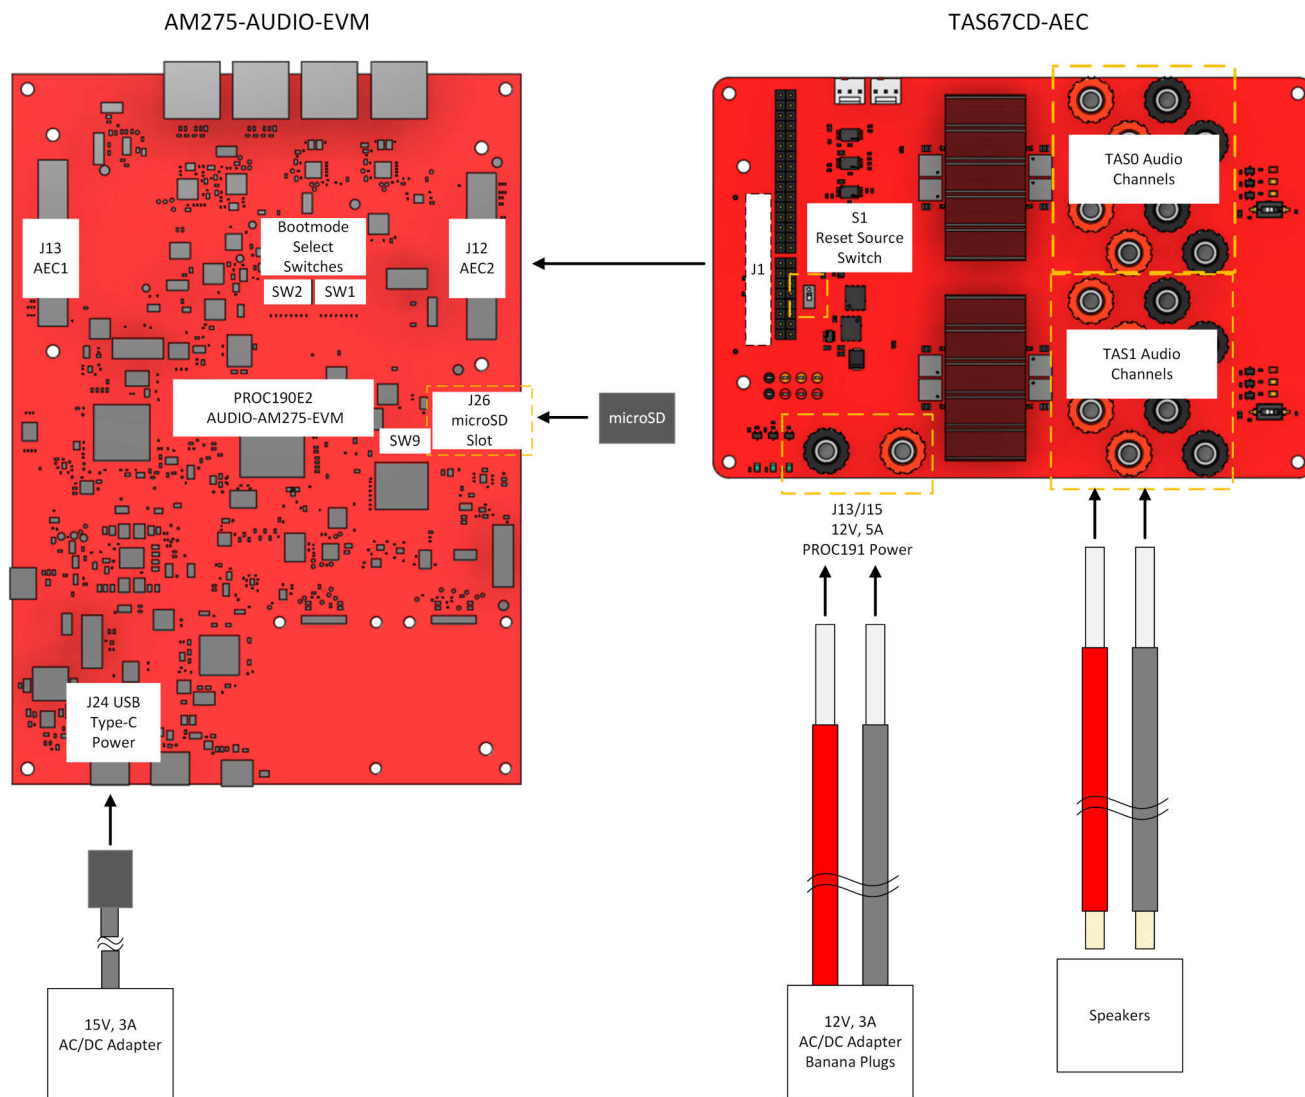 AM275-AUDIO-EVM
TAS67CD-AEC
J13
AEC1
Bootmode
Select
Switches
SW2
SW1
J12
AEC2
PROC190E2
AUDIO-AM275-EVM
SW9
J26
microSD
Slot
microSD
J24 USB
Type-C
Power
15V, 3A
AC/DC Adapter
J1
S1
Reset Source
Switch
TAS0 Audio
Channels
TAS1 Audio
Channels
J13/J15
12V, 5A
PROC191 Power
12V, 3A
AC/DC Adapter
Banana Plugs
Speakers